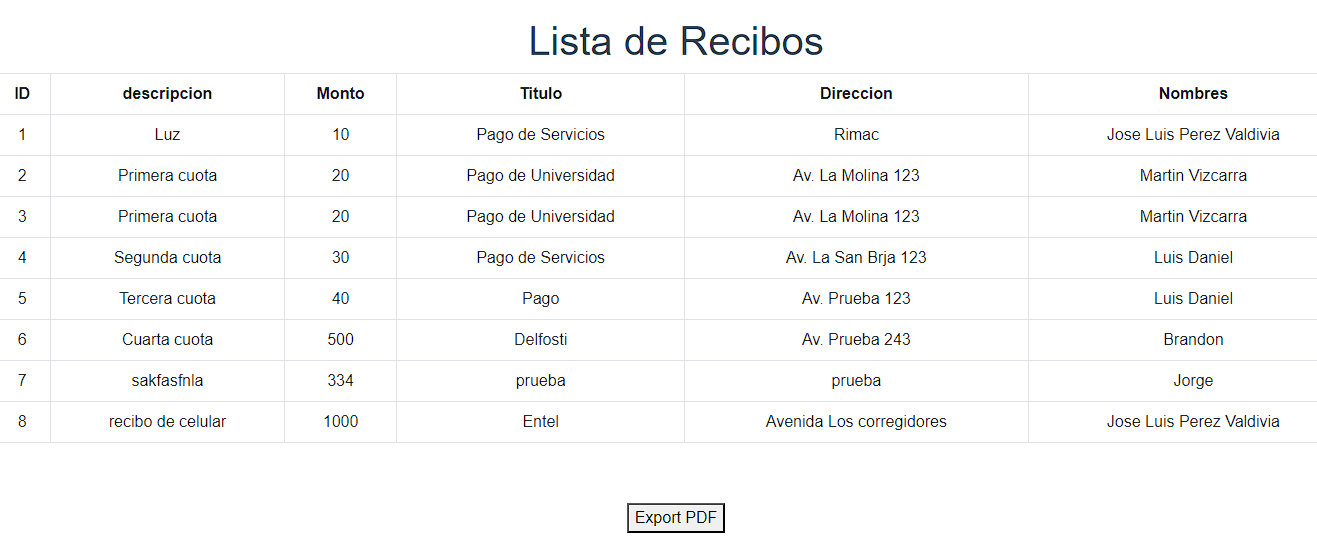 Lista de Recibos
ID descripcion Monto Titulo Direccion Nombres
1 Luz 10 Pago de Servicios Rimac Jose Luis Perez Valdivia
2 Primera cuota 20 Pago de Universidad Av. La Molina 123 Martin Vizcarra
3 Primera cuota 20 Pago de Universidad Av. La Molina 123 Martin Vizcarra
4 Segunda cuota 30 Pago de Servicios Av. La San Brja 123 Luis Daniel
5 Tercera cuota 40 Pago Av. Prueba 123 Luis Daniel
6 Cuarta cuota 500 Delfosti Av. Prueba 243 Brandon
7 sakfasfnla 334 prueba prueba Jorge
8 recibo de celular 1000 Entel Avenida Los corregidores Jose Luis Perez Valdivia
Export PDF